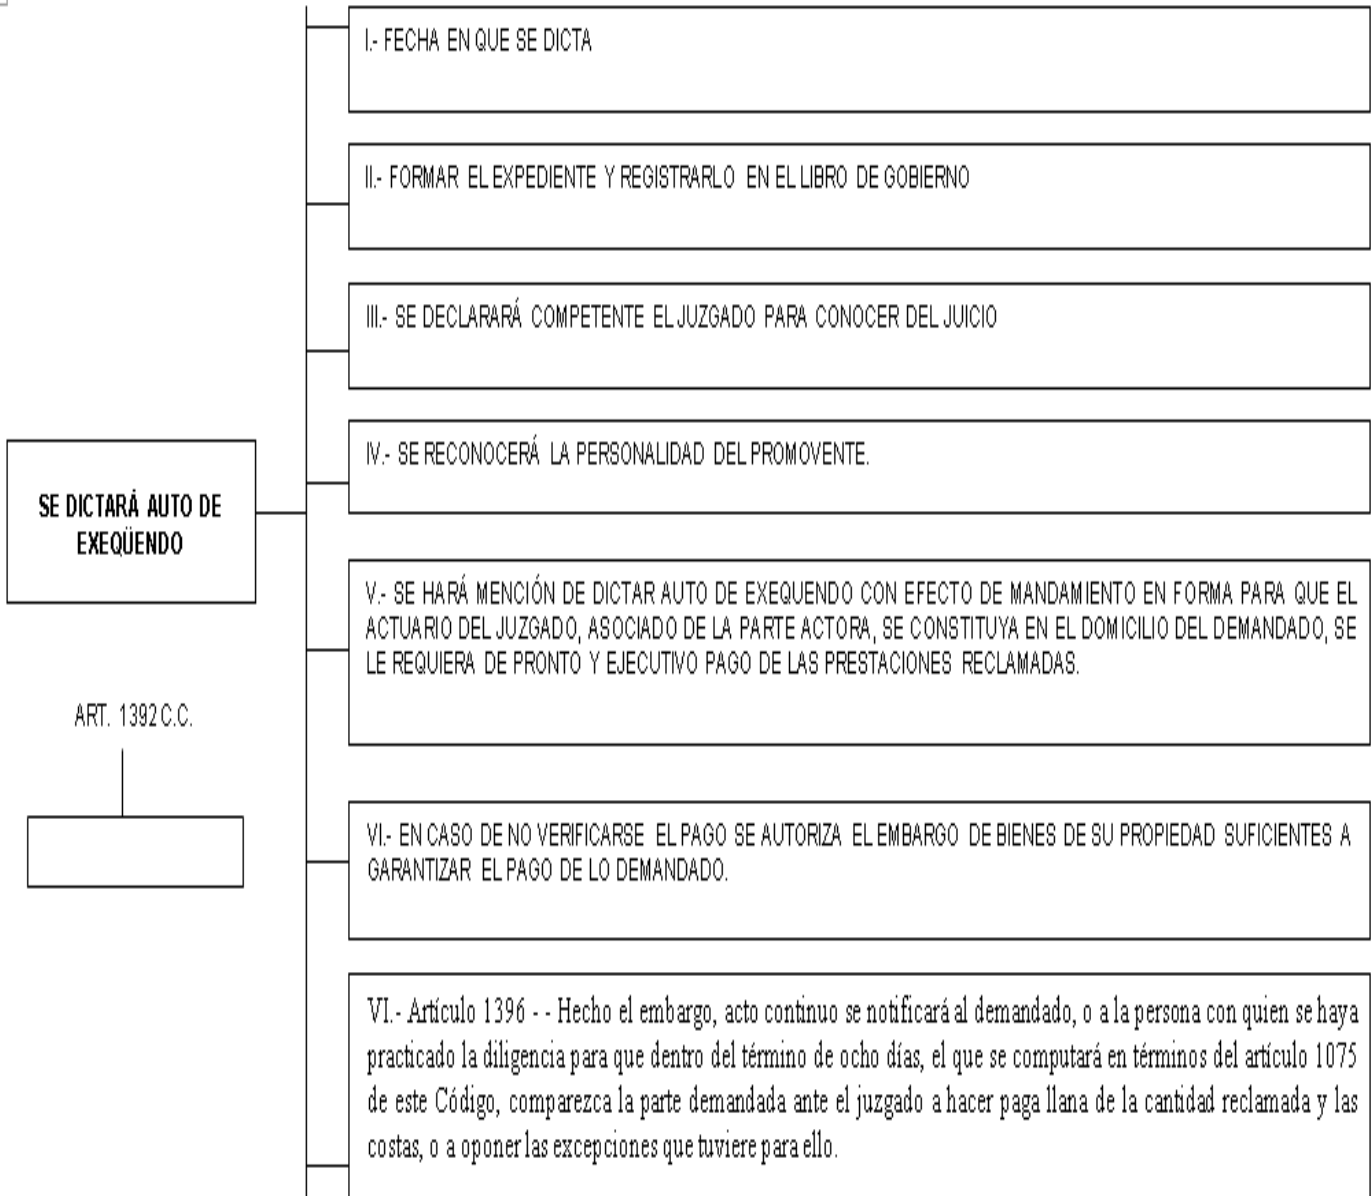 I.- FECHA EN QUE SE DICTA
II.- FORMAR EL EXPEDIENTE Y REGISTRARLO EN EL LIBRO DE GOBIERNO
III.- SE DECLARARÁ COMPETENTE EL JUZGADO PARA CONOCER DEL JUICIO
IV.- SE RECONOCERÁ LA PERSONALIDAD DEL PROMOVENTE.
SE DICTARÁ AUTO DE
EXEQÜENDO
V.- SE HARÁ MENCIÓN DE DICTAR AUTO DE EXEQUENDO CON EFECTO DE MANDAMIENTO EN FORMA PARA QUE EL
ACTUARIO DEL JUZGADO, ASOCIADO DE LA PARTE ACTORA, SE CONSTITUYA EN EL DOMICILIO DEL DEMANDADO, SE
LE REQUIERA DE PRONTO Y EJECUTIVO PAGO DE LAS PRESTACIONES RECLAMADAS.
ART. 1392 C.C.
VI.- EN CASO DE NO VERIFICARSE EL PAGO SE AUTORIZA EL EMBARGO DE BIENES DE SU PROPIEDAD SUFICIENTES A
GARANTIZAR EL PAGO DE LO DEMANDADO.
VI.- Artículo 1396 - - Hecho el embargo, acto continuo se notificará al demandado, o a la persona con quien se haya
practicado la diligencia para que dentro del término de ocho días, el que se computará en términos del artículo 1075
de este Código, comparezca la parte demandada ante el juzgado a hacer paga llana de la cantidad reclamada y las
costas, o a oponer las excepciones que tuviere para ello.